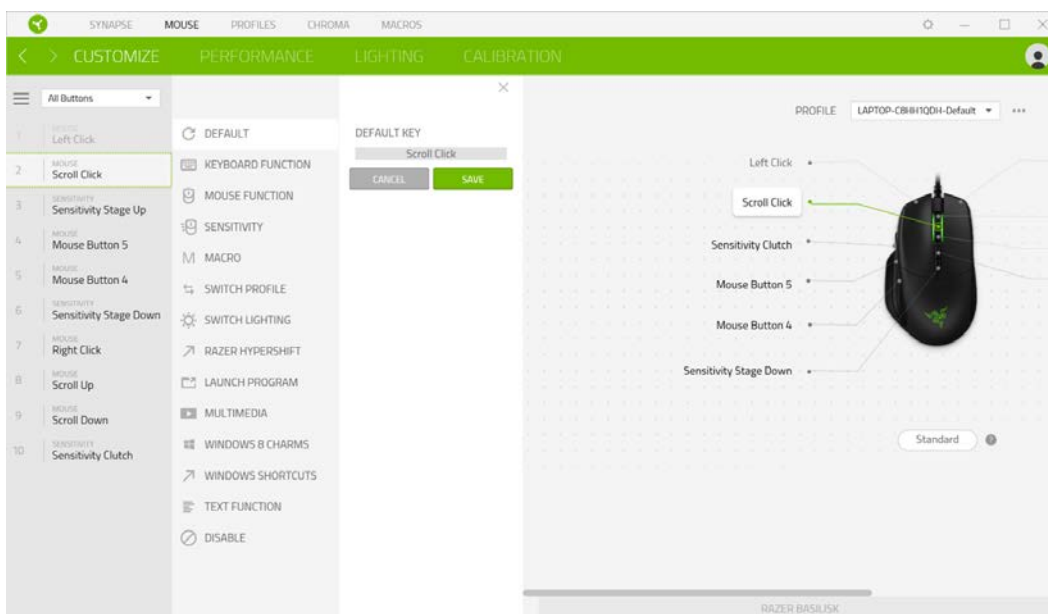 SYNAPSE MOUSE PROFILES CHROMA MACROS
< > CUSTOMIZE PERFORMANCE LIGHTING CALIBRATION
All Buttons
1 MOUSE
Left Click
2 MOUSE
Scroll Click
3 SENSITIVITY
Sensitivity Stage Up
4 MOUSE
Mouse Button 5
5 MOUSE
Mouse Button 4
6 SENSITIVITY
Sensitivity Stage Down
7 MOUSE
Right Click
8 MOUSE
Scroll Up
9 MOUSE
Scroll Down
10 SENSITIVITY
Sensitivity Clutch
DEFAULT
KEYBOARD FUNCTION
MOUSE FUNCTION
SENSITIVITY
MACRO
SWITCH PROFILE
SWITCH LIGHTING
RAZER HYPERSHIFT
LAUNCH PROGRAM
MULTIMEDIA
WINDOWS 8 CHARMS
WINDOWS SHORTCUTS
TEXT FUNCTION
DISABLE
DEFAULT KEY
Scroll Click
CANCEL SAVE
PROFILE LAPTOP-C8HH1QDH-Default
Left Click
Scroll Click
Sensitivity Clutch
Mouse Button 5
Mouse Button 4
Sensitivity Stage Down
Standard ?
RAZER BASILISK